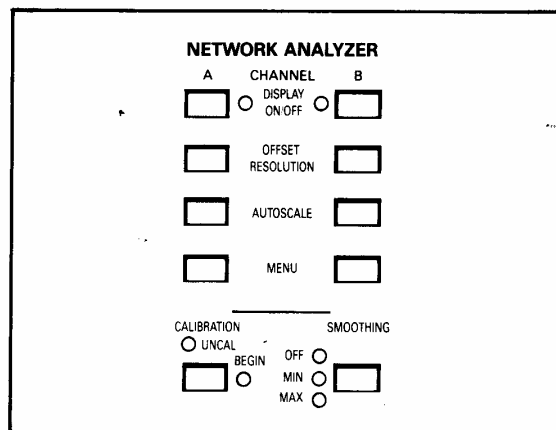 NETWORK ANALYZER
A CHANNEL B
DISPLAY
ON/OFF
OFFSET
RESOLUTION
AUTOSCALE
MENU
CALIBRATION SMOOTHING
UNCAL
BEGIN
OFF
MIN
MAX